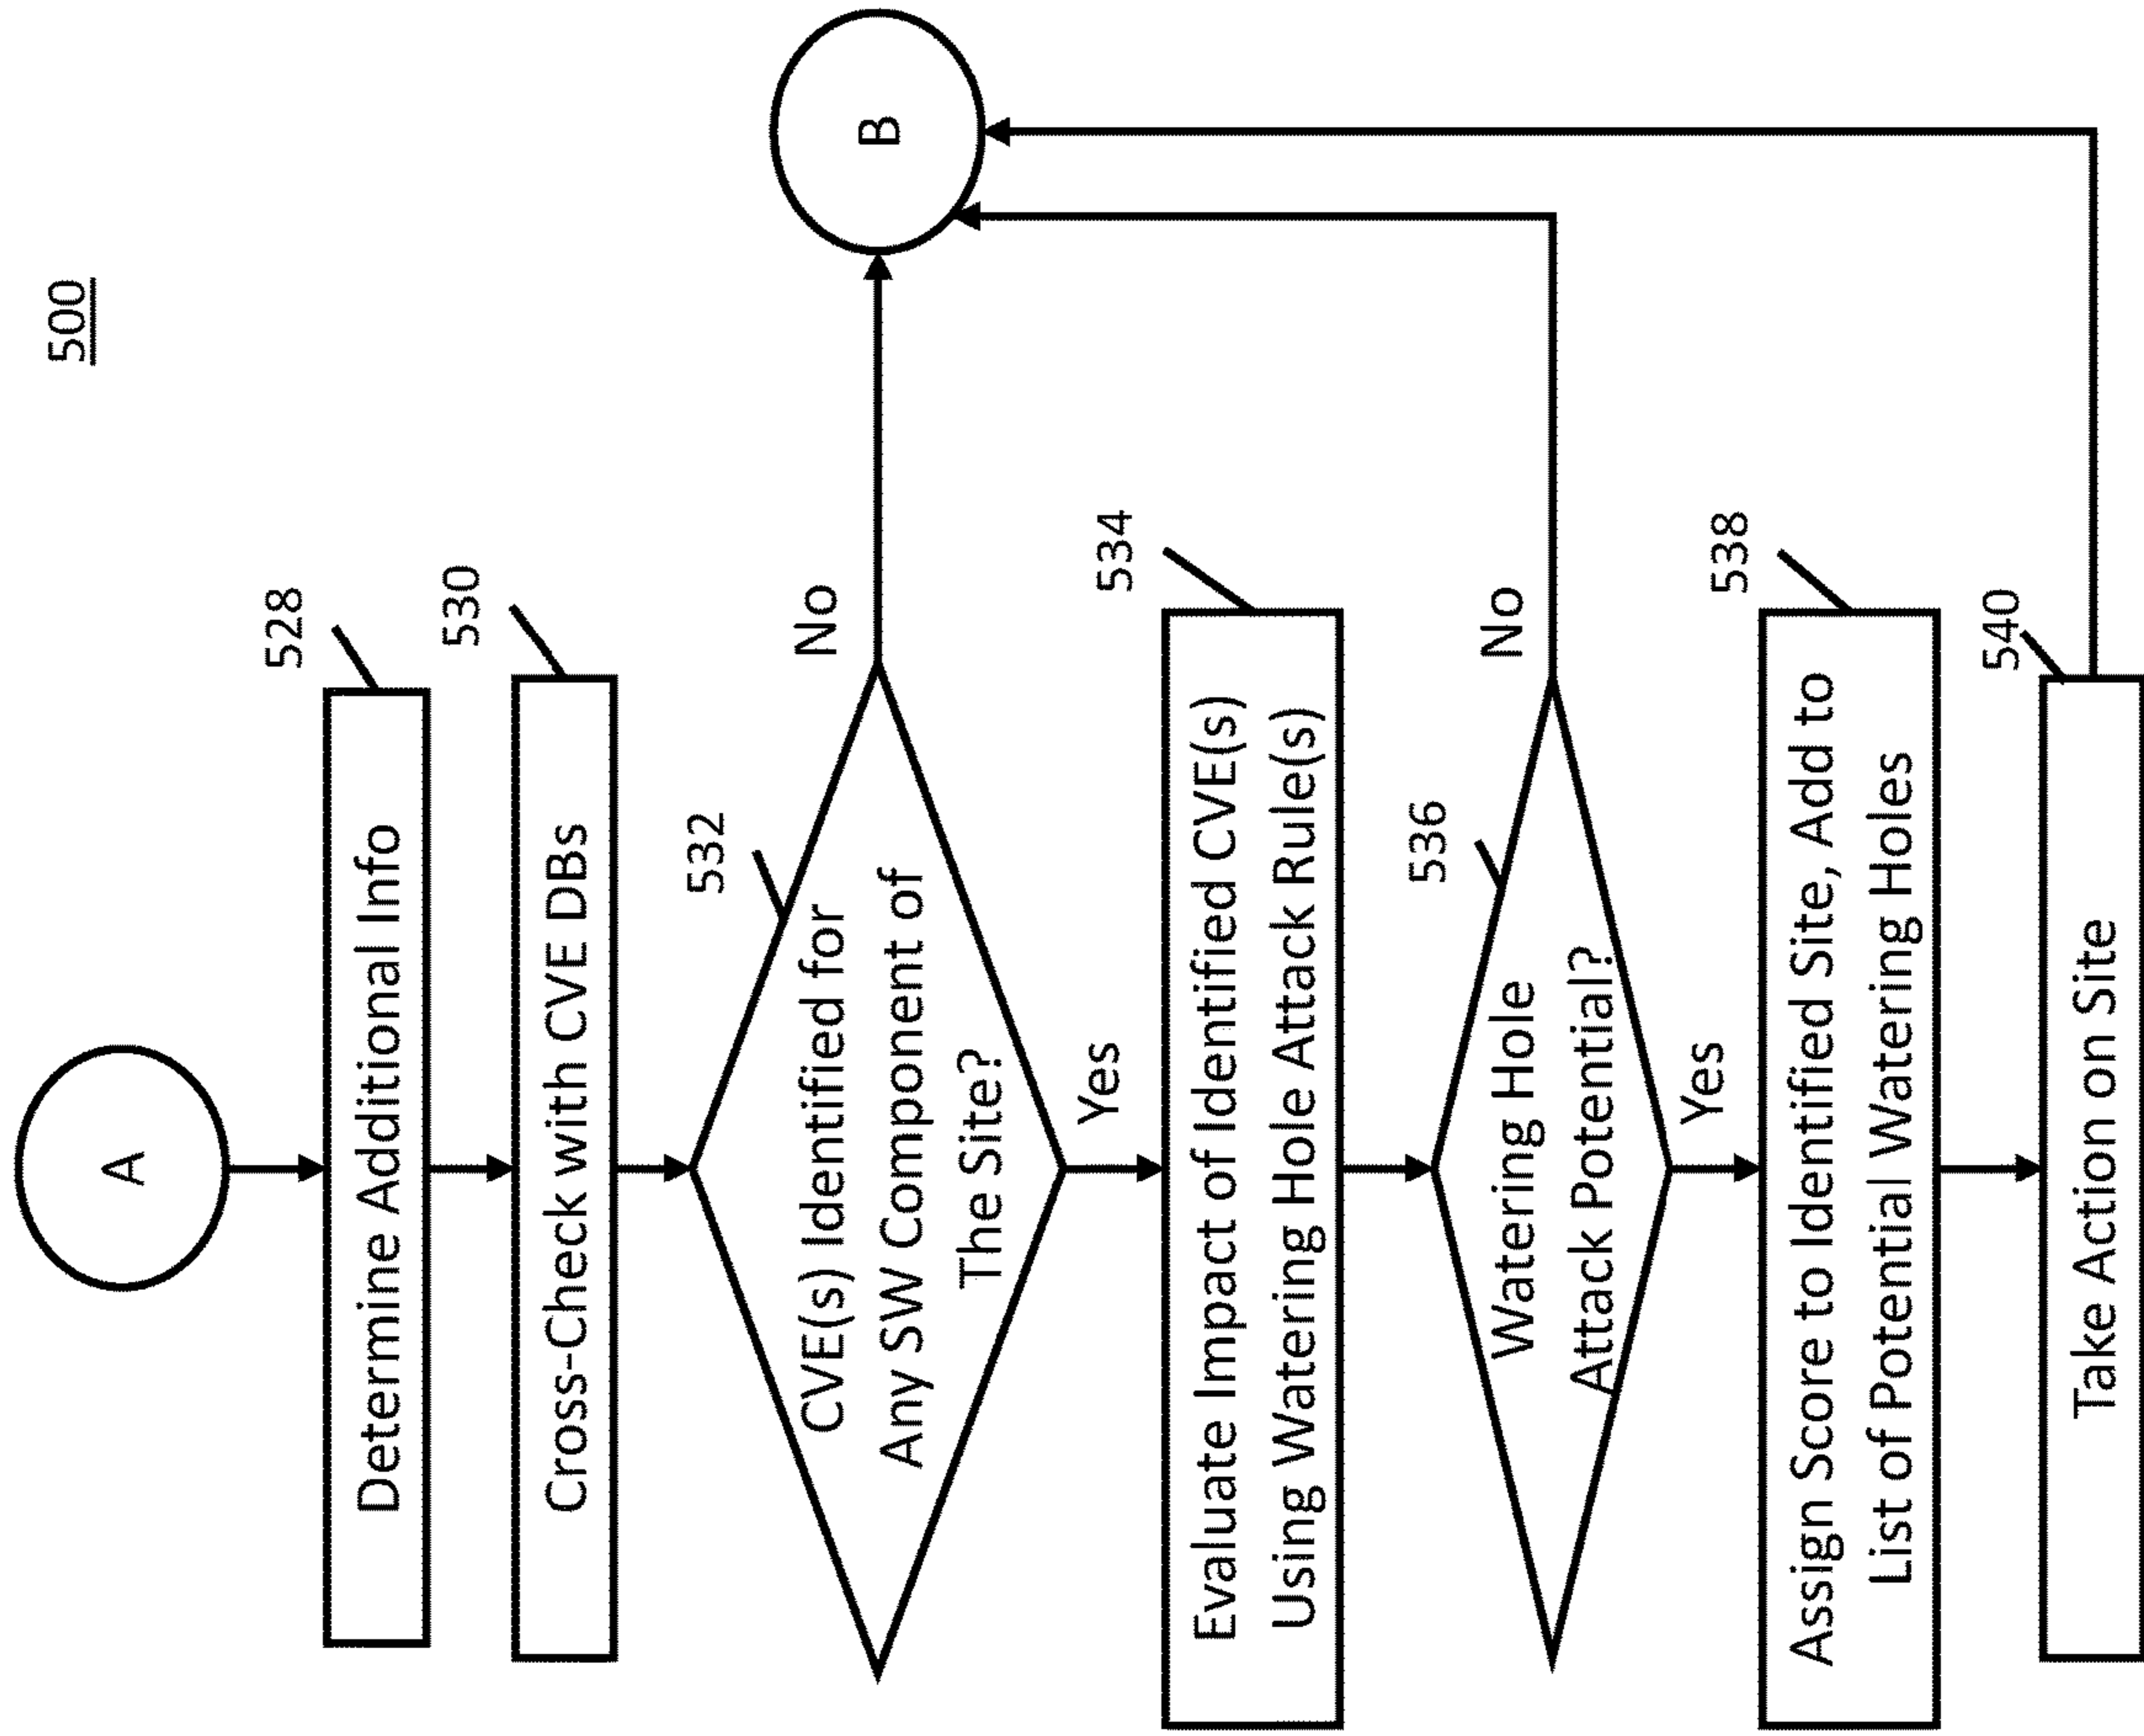 500
A
528
Determine Additional Info
530
Cross-Check with CVE DBs
532
CVE(s) Identified for
Any SW Component of
The Site?
No
B
Yes
534
Evaluate Impact of Identified CVE(s)
Using Watering Hole Attack Rule(s)
536
Watering Hole
Attack Potential?
No
Yes
538
Assign Score to Identified Site, Add to
List of Potential Watering Holes
540
Take Action on Site